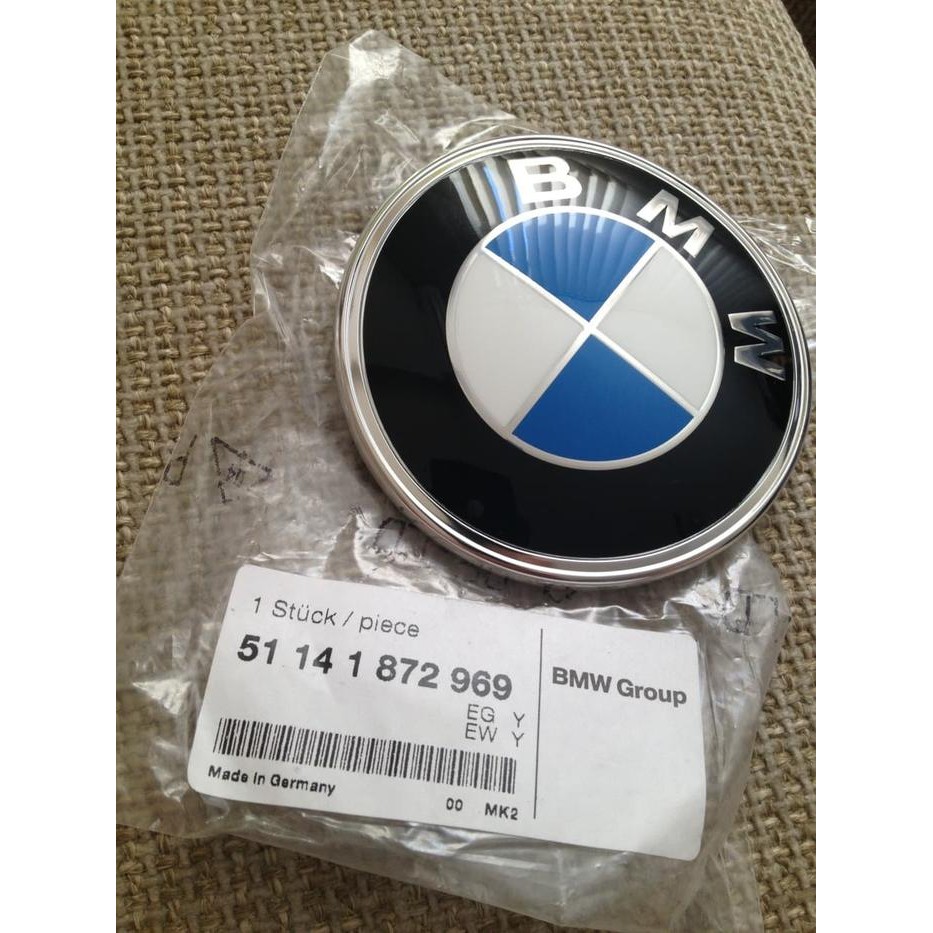 BMW
1 Stück / piece
51 14 1 872 969
EG Y
EW Y
Made in Germany
00 MK2
BMW Group